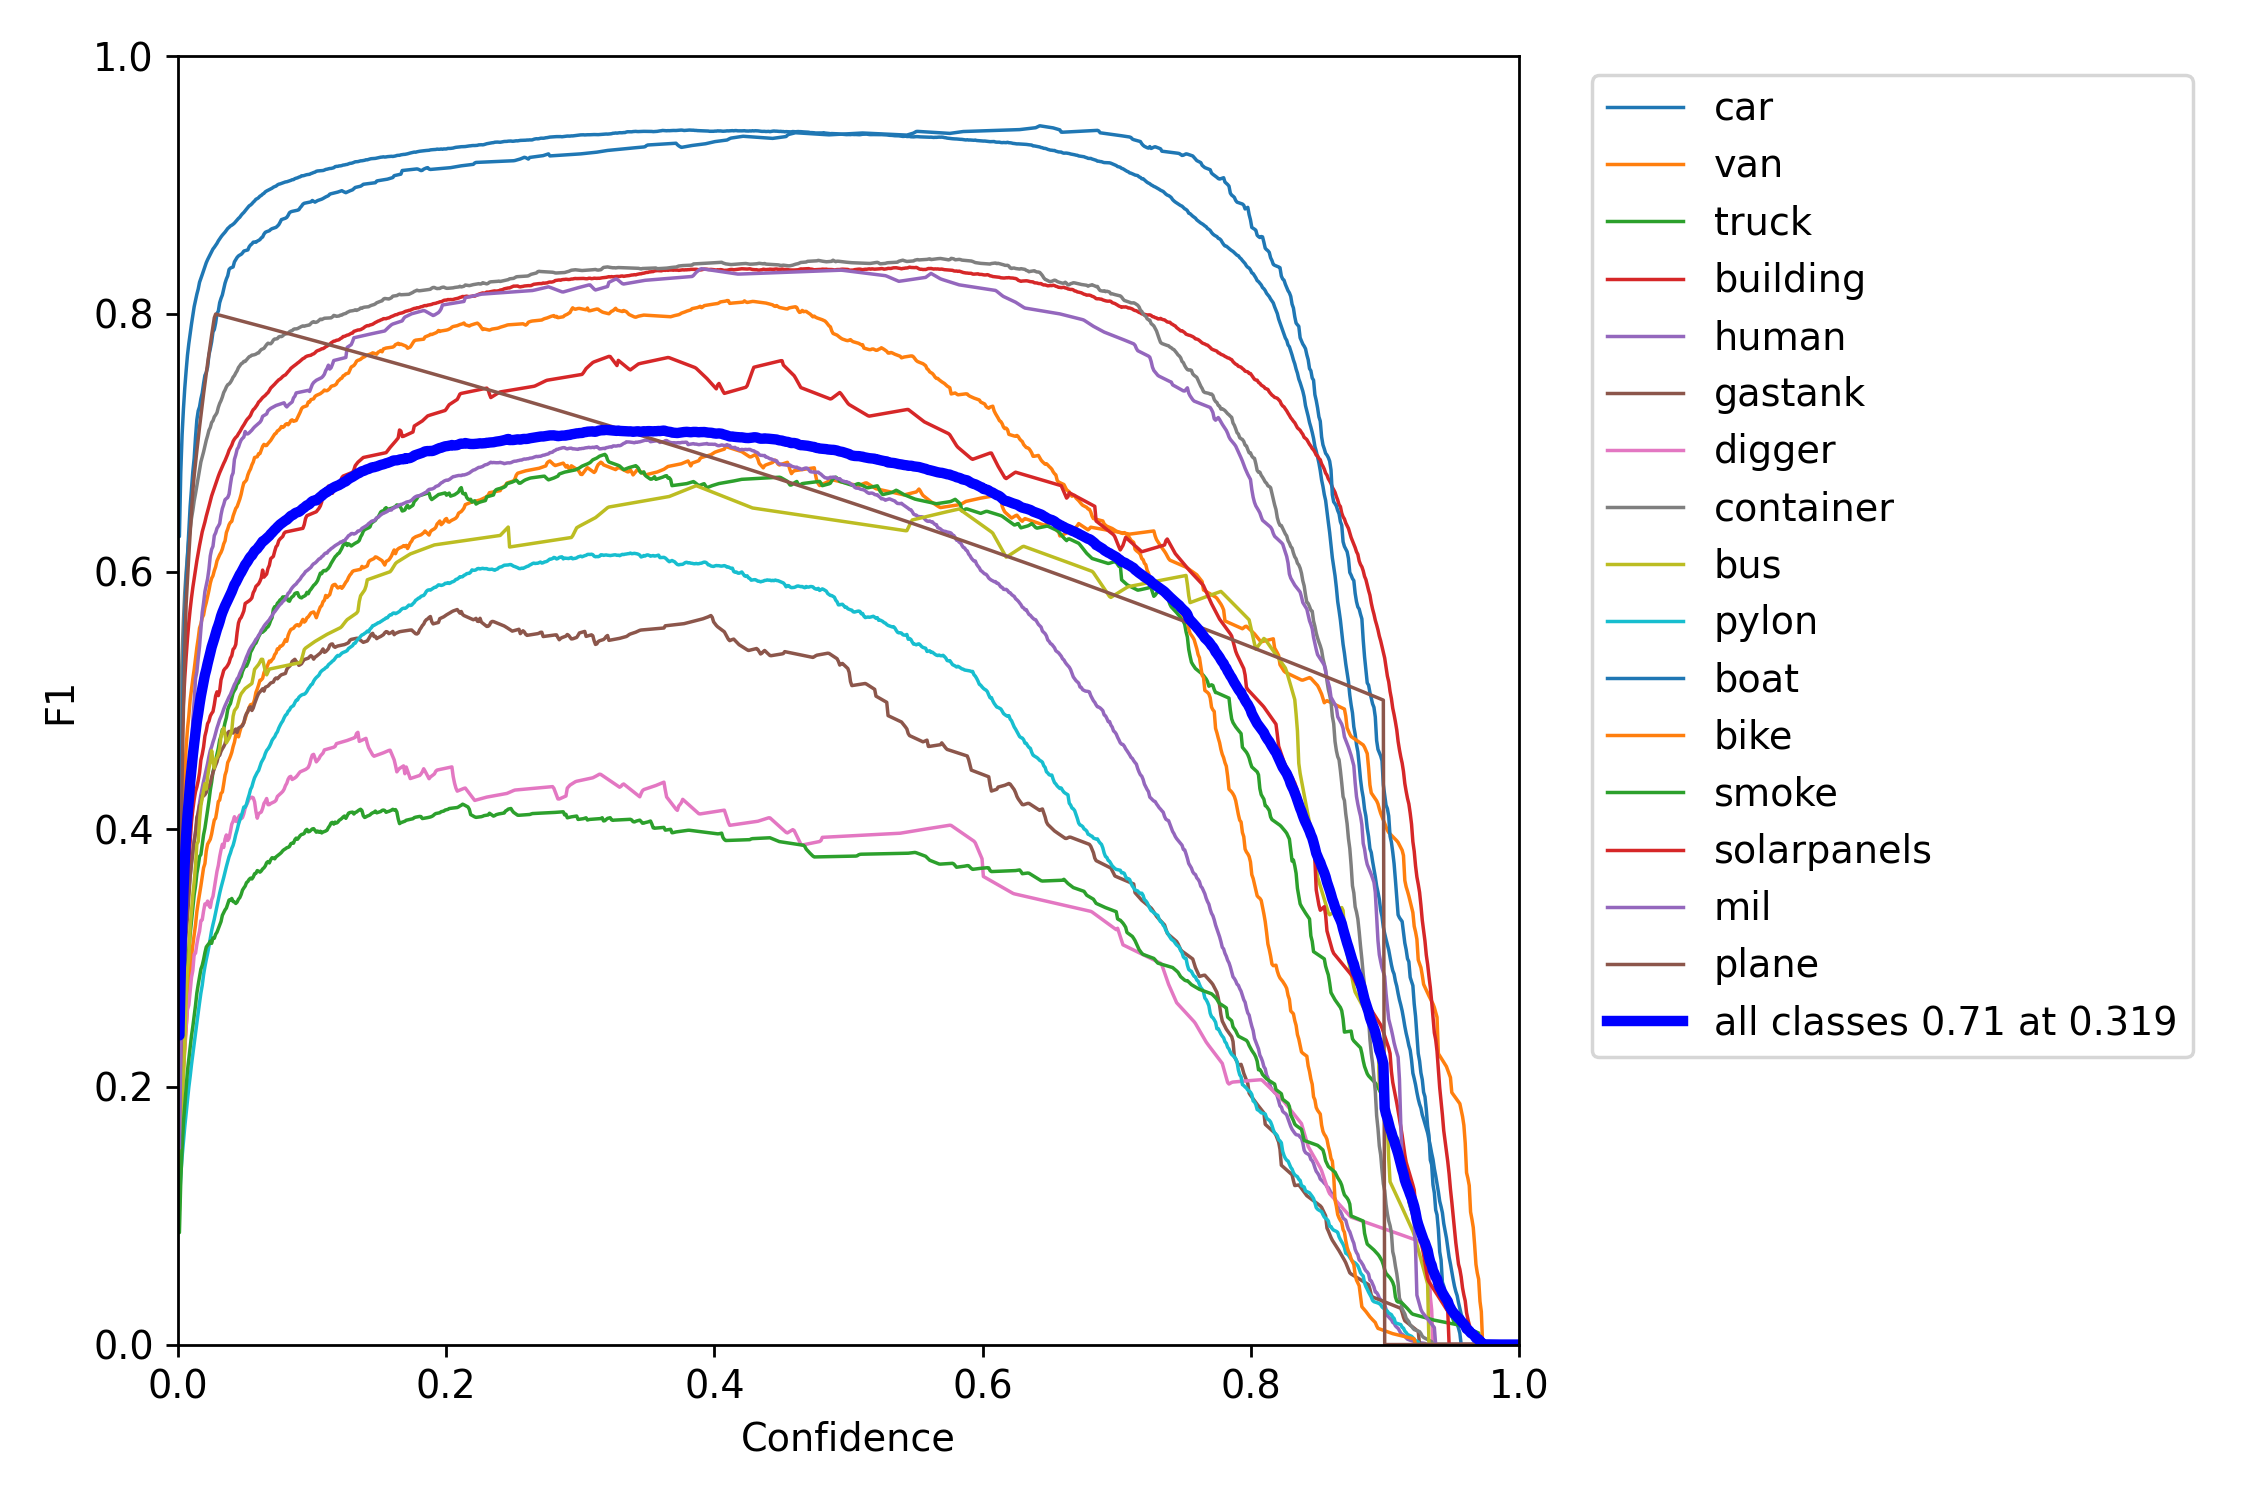 1.0
0.8
0.6
0.4
0.2
0.0
F1
0.0 0.2 0.4 0.6 0.8 1.0
Confidence
car
van
truck
building
human
gastank
digger
container
bus
pylon
boat
bike
smoke
solarpanels
mil
plane
all classes 0.71 at 0.319